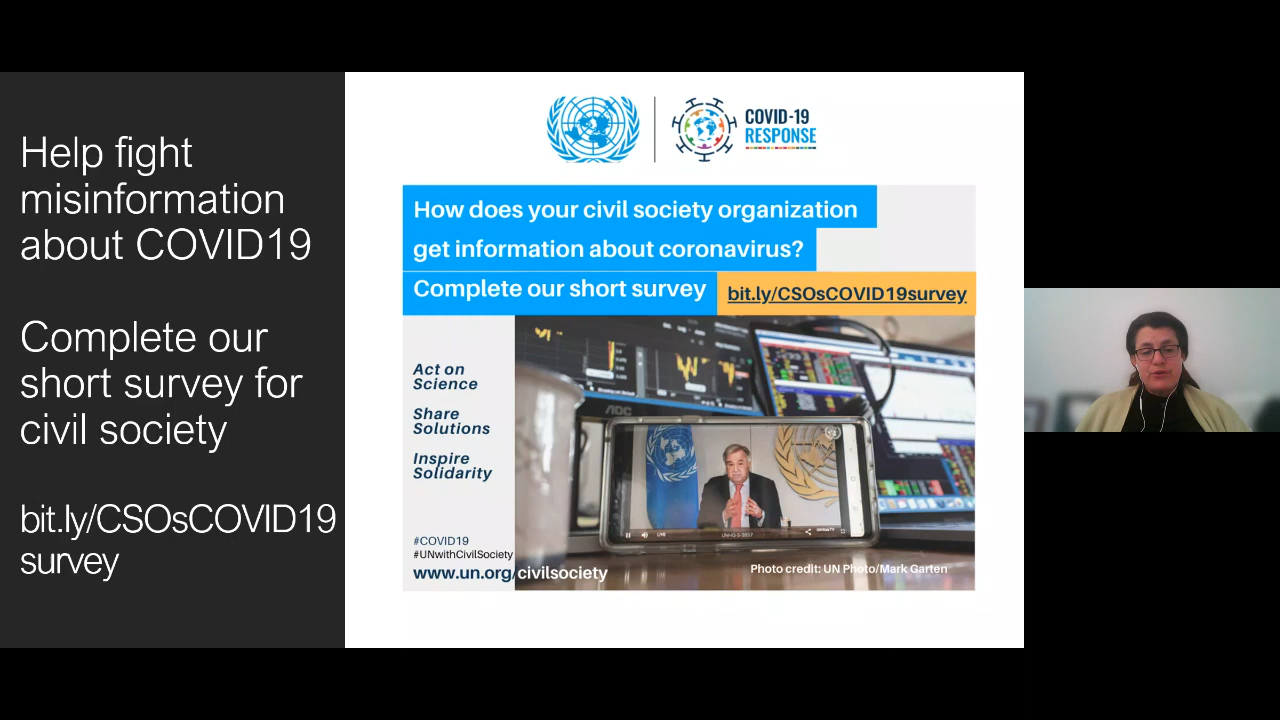 Help fight
misinformation
about COVID19
Complete our
short survey for
civil society
bit.ly/CSOsCOVID19
survey
COVID-19
RESPONSE
How does your civil society organization
get information about coronavirus?
Complete our short survey
bit.ly/CSOsCOVID19survey
Act on
Science
Share
Solutions
Inspire
Solidarity
AOC
LIVE
#COVID19
#UNwithCivilSociety
www.un.org/civilsociety
Photo credit: UN Photo/Mark Garten